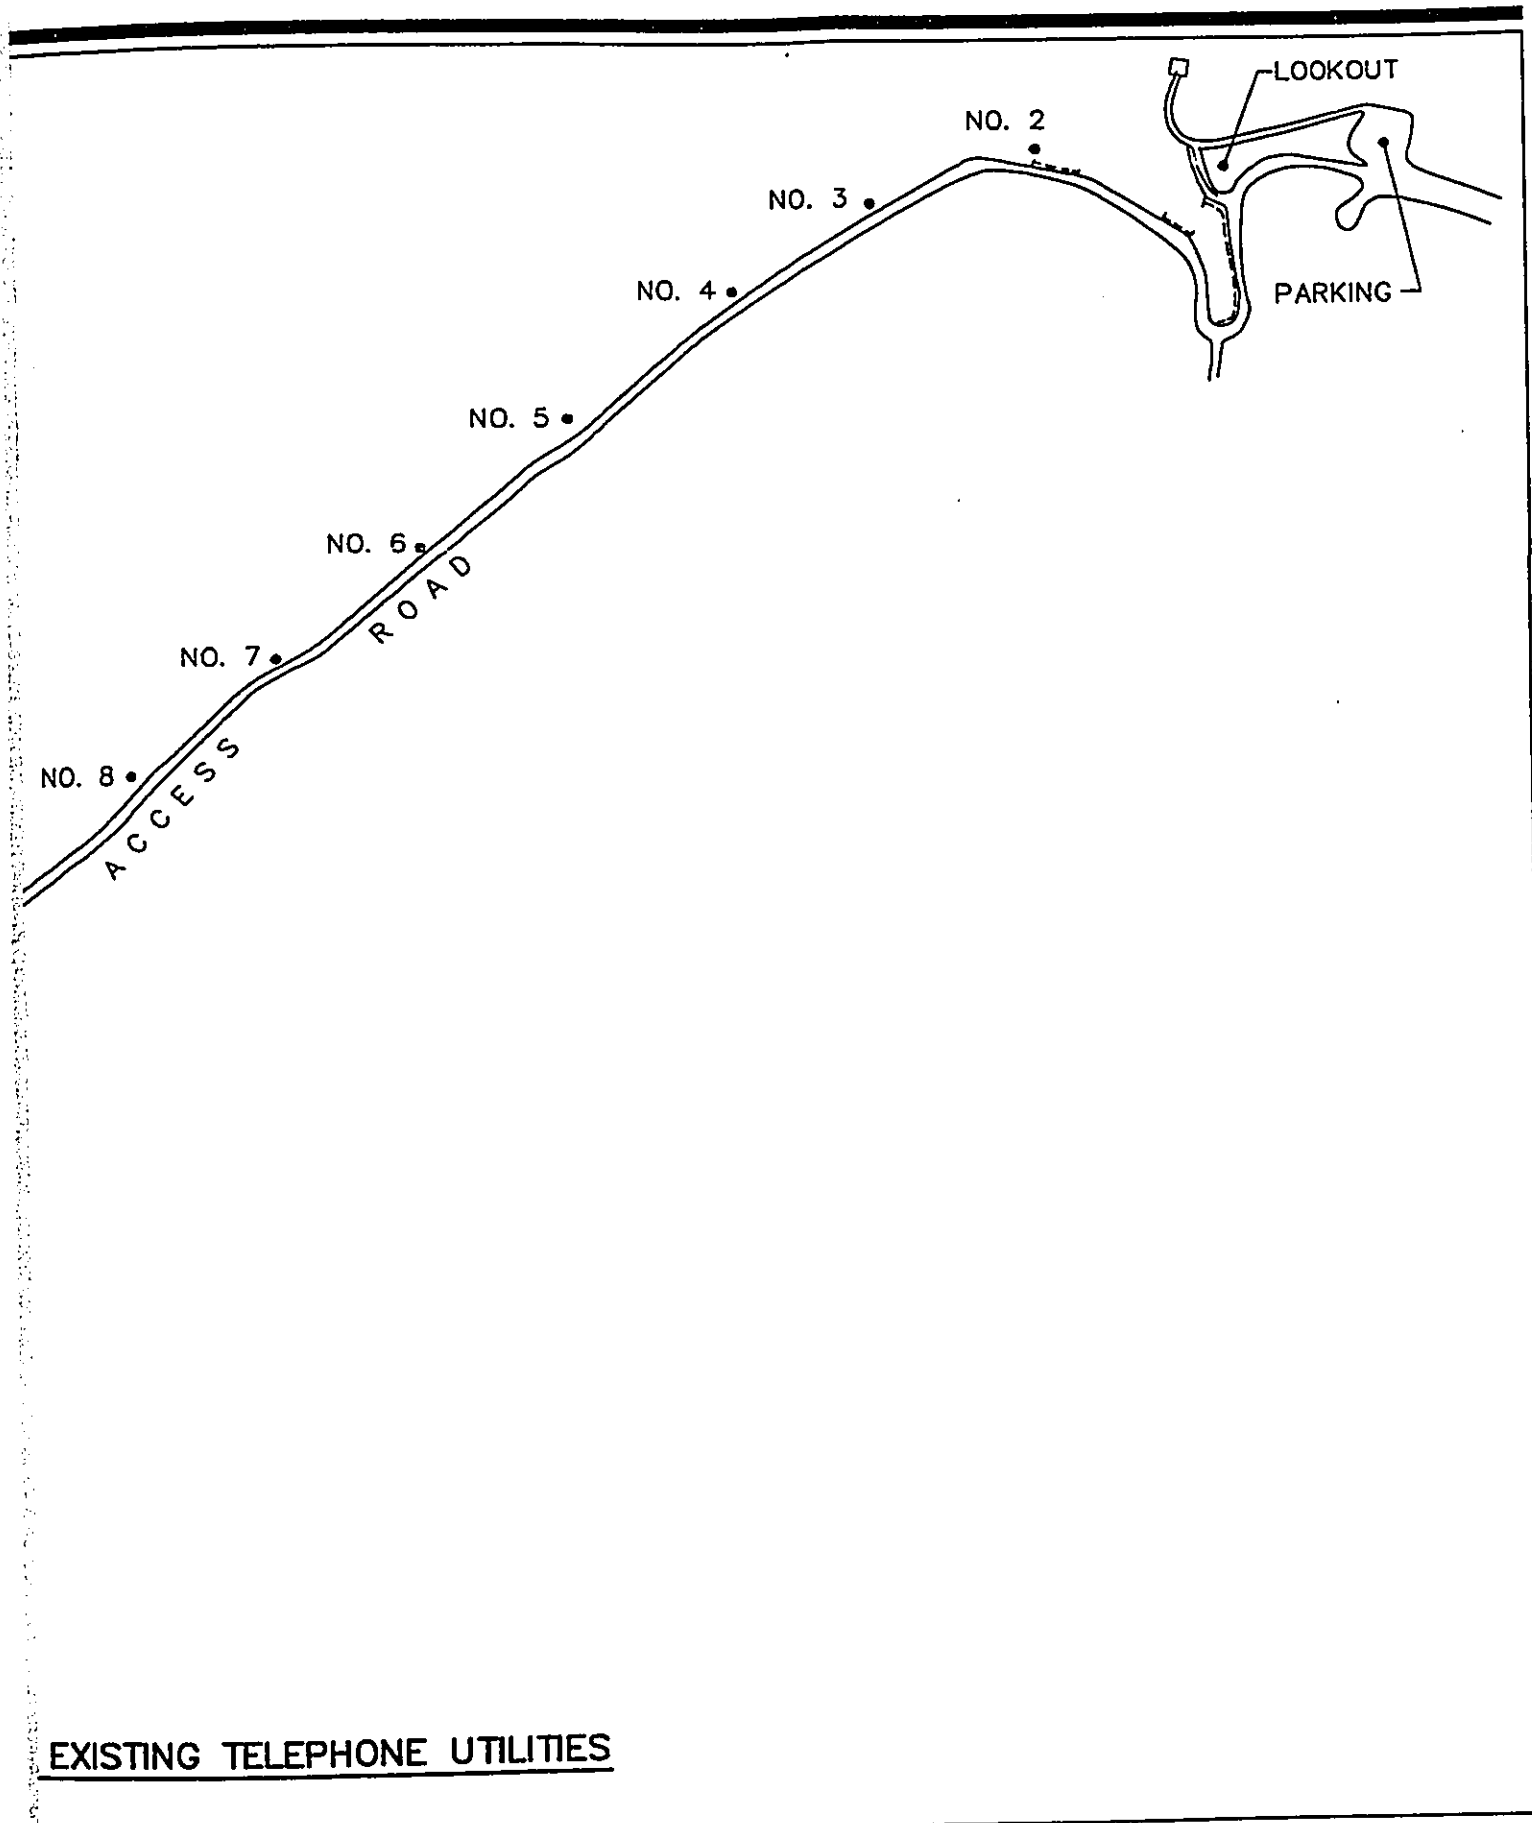 LOOKOUT
NO. 2
NO. 3
NO. 4
PARKING
NO. 5
NO. 6
ROAD
NO. 7
NO. 8
ACCESS
EXISTING TELEPHONE UTILITIES